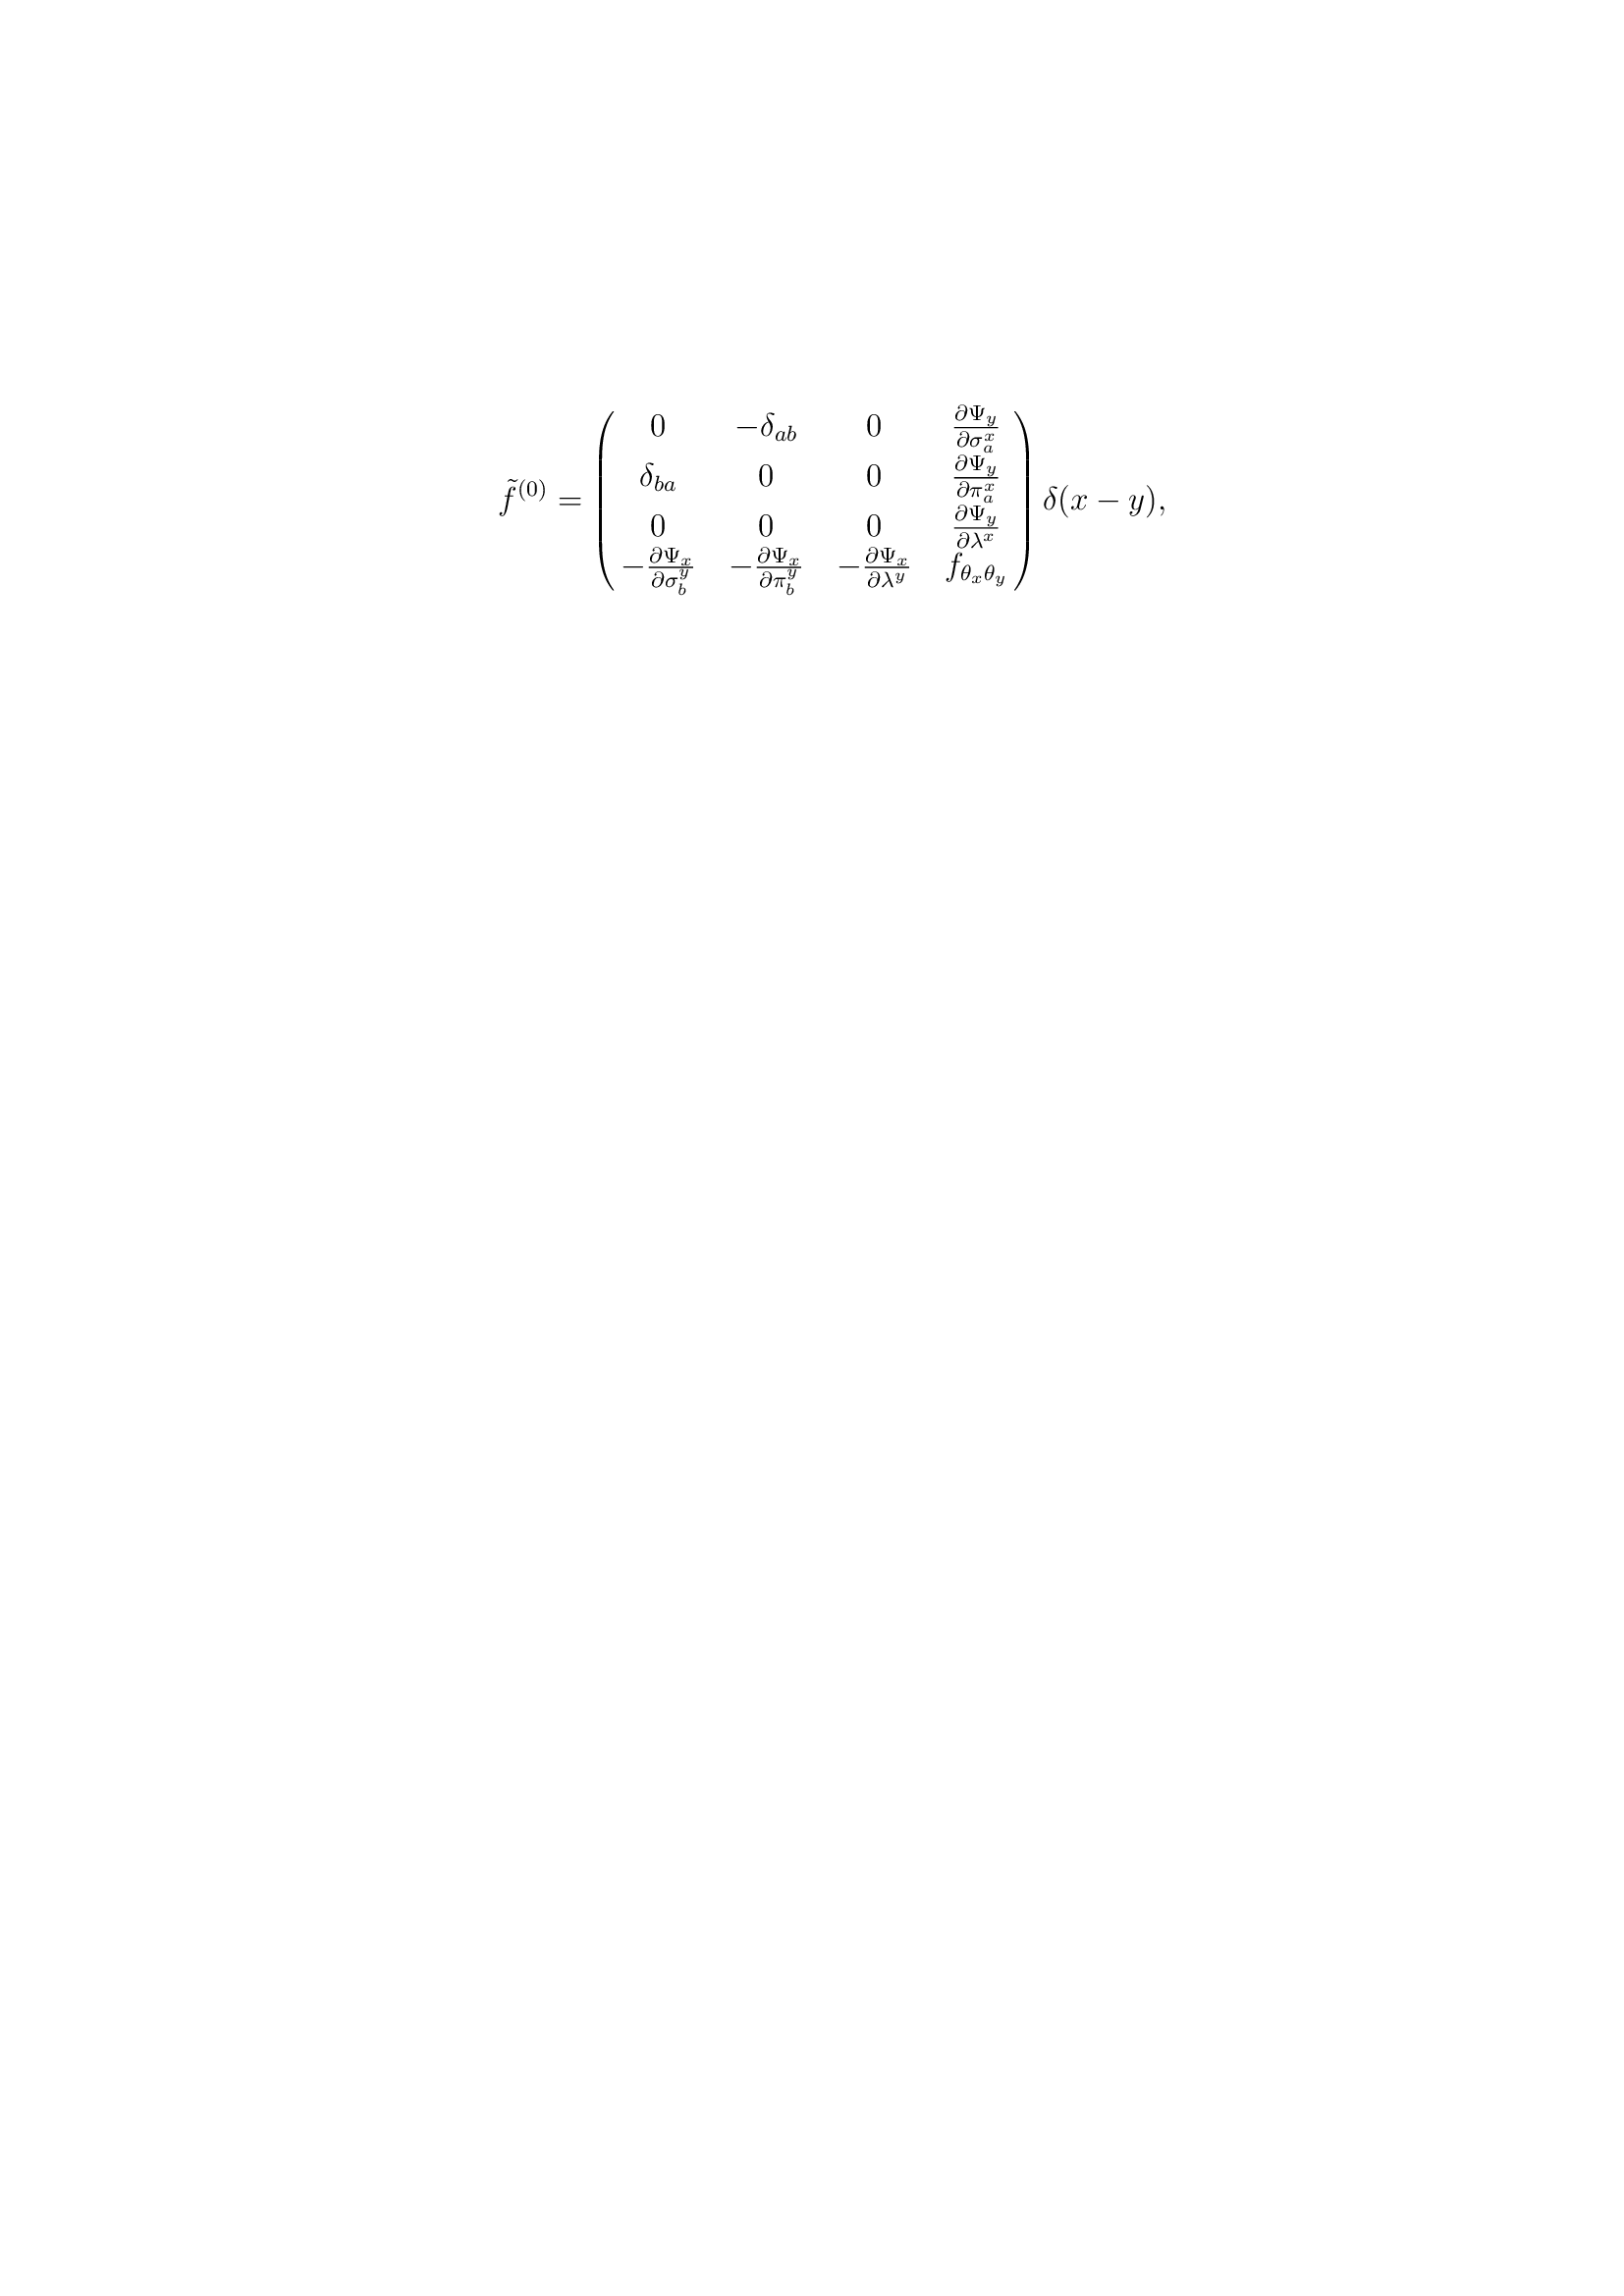 \tilde{f}^{(0)} = \begin{pmatrix} 0 & -\delta_{ab} & 0 & \frac{\partial \Psi_y}{\partial \sigma_a^x} \\ \delta_{ba} & 0 & 0 & \frac{\partial \Psi_y}{\partial \pi_a^x} \\ 0 & 0 & 0 & \frac{\partial \Psi_y}{\partial \lambda^x} \\ -\frac{\partial \Psi_x}{\partial \sigma_b^y} & -\frac{\partial \Psi_x}{\partial \pi_b^y} & -\frac{\partial \Psi_x}{\partial \lambda^y} & f_{\theta_x \theta_y} \end{pmatrix} \delta(x-y),